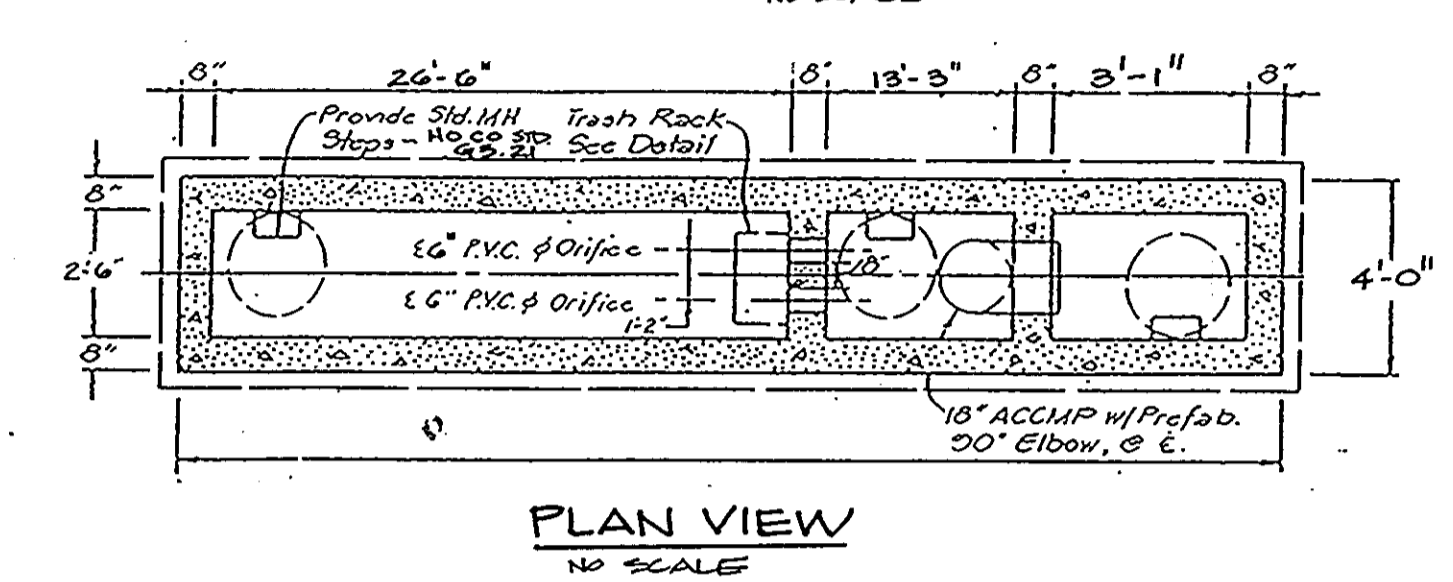 8" 26'-6" 8" 13'-3" 8" 3'-1" 8"
Provide Std. MH
Steps - HO CO STD.
G5.21
Trash Rack
See Detail
8"
2'-6"
8"
℄ 6" P.V.C. φ Orifice
℄ 6" P.V.C. φ Orifice
1'-2"
18"
4'-0"
18" ACCMP w/Prefab.
90° Elbow, @ ℄.
PLAN VIEW
NO SCALE